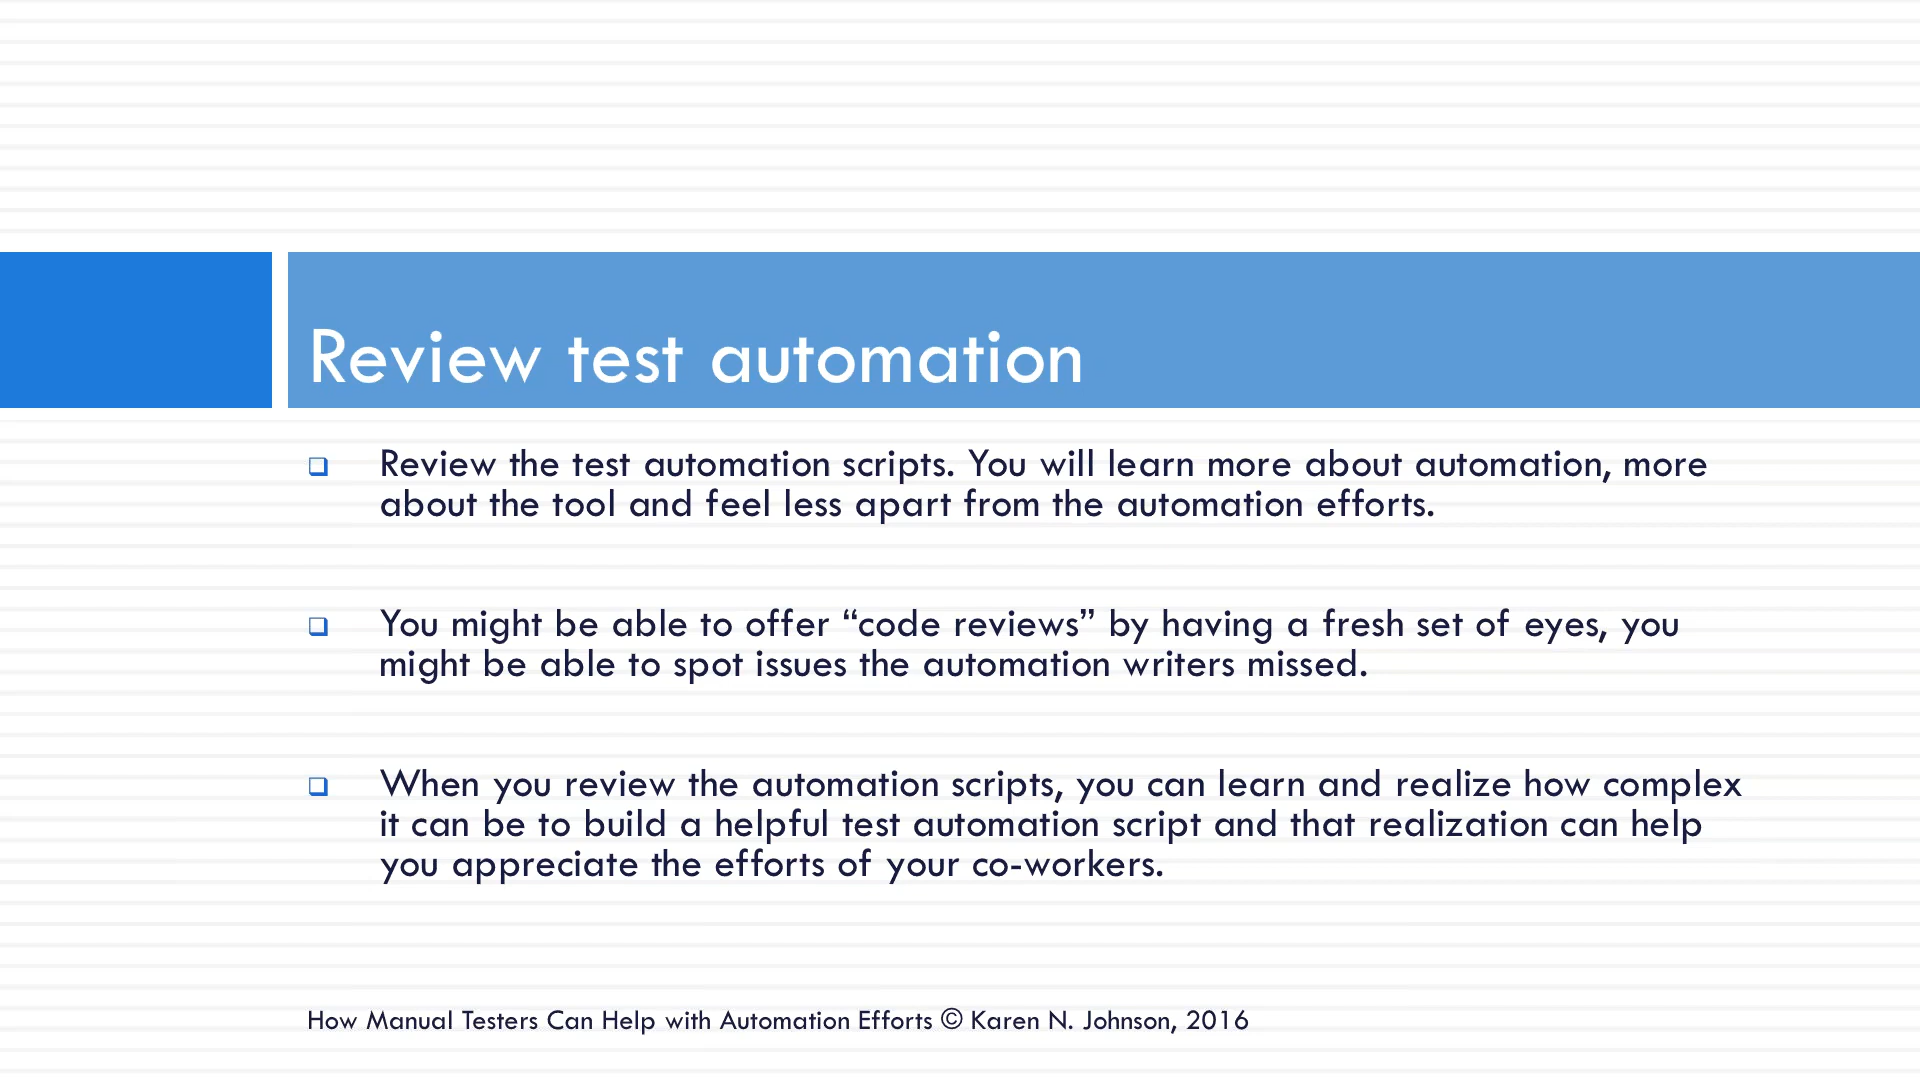 Review test automation
Review the test automation scripts. You will learn more about automation, more
about the tool and feel less apart from the automation efforts.
You might be able to offer “code reviews” by having a fresh set of eyes, you
might be able to spot issues the automation writers missed.
When you review the automation scripts, you can learn and realize how complex
it can be to build a helpful test automation script and that realization can help
you appreciate the efforts of your co-workers.
How Manual Testers Can Help with Automation Efforts © Karen N. Johnson, 2016